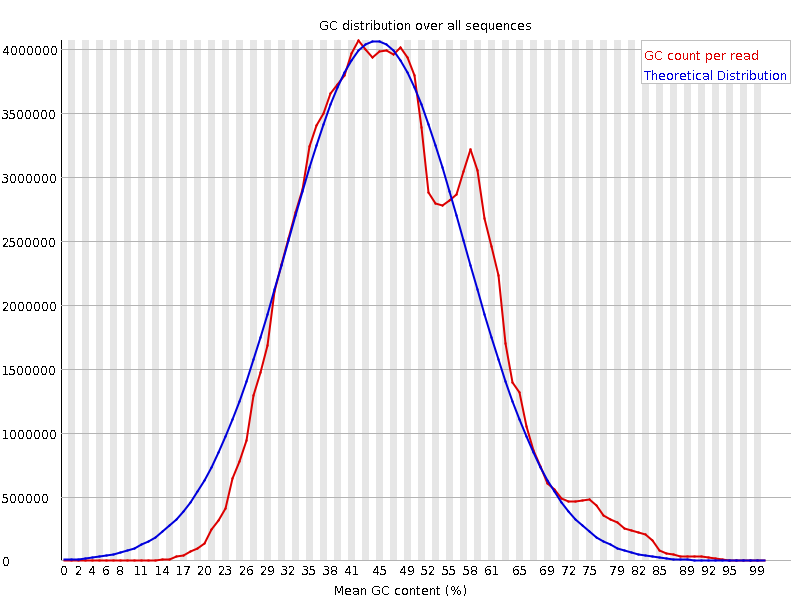 GC distribution over all sequences
GC count per read
Theoretical Distribution
4000000
3500000
3000000
2500000
2000000
1500000
1000000
500000
0
0 2 4 6 8 11 14 17 20 23 26 29 32 35 38 41 45 49 52 55 58 61 65 69 72 75 79 82 85 89 92 95 99
Mean GC content (%)